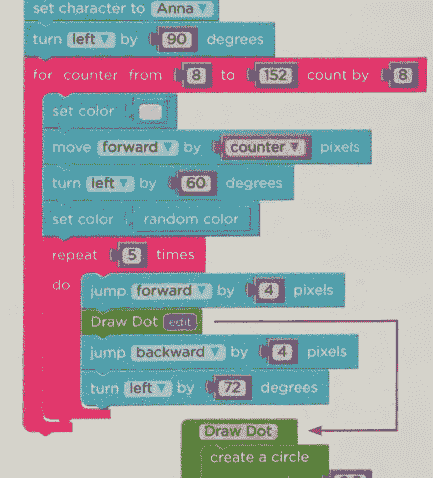 set character to Anna ▼
turn left ▼ by 90 degrees
for counter from 8 to 152 count by 8
set color
move forward ▼ by counter ▼ pixels
turn left ▼ by 60 degrees
set color random color
repeat 5 times
do
jump forward ▼ by 4 pixels
Draw Dot edit
jump backward ▼ by 4 pixels
turn left ▼ by 72 degrees
Draw Dot
create a circle